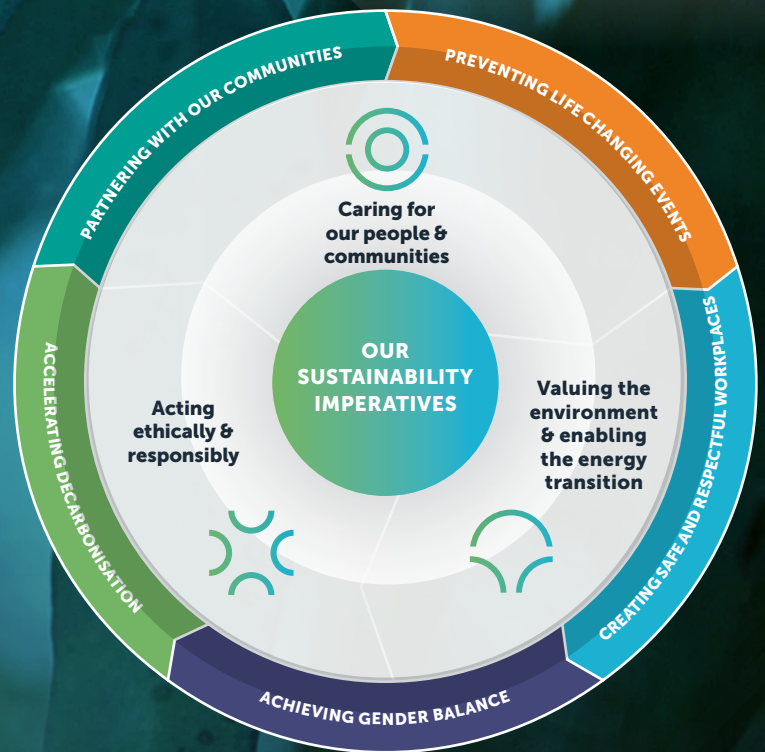 PARTNERING WITH OUR COMMUNITIES
PREVENTING LIFE CHANGING EVENTS
CREATING SAFE AND RESPECTFUL WORKPLACES
ACHIEVING GENDER BALANCE
ACCELERATING DECARBONISATION
Caring for
our people &
communities
OUR
SUSTAINABILITY
IMPERATIVES
Valuing the
environment
& enabling
the energy
transition
Acting
ethically &
responsibly